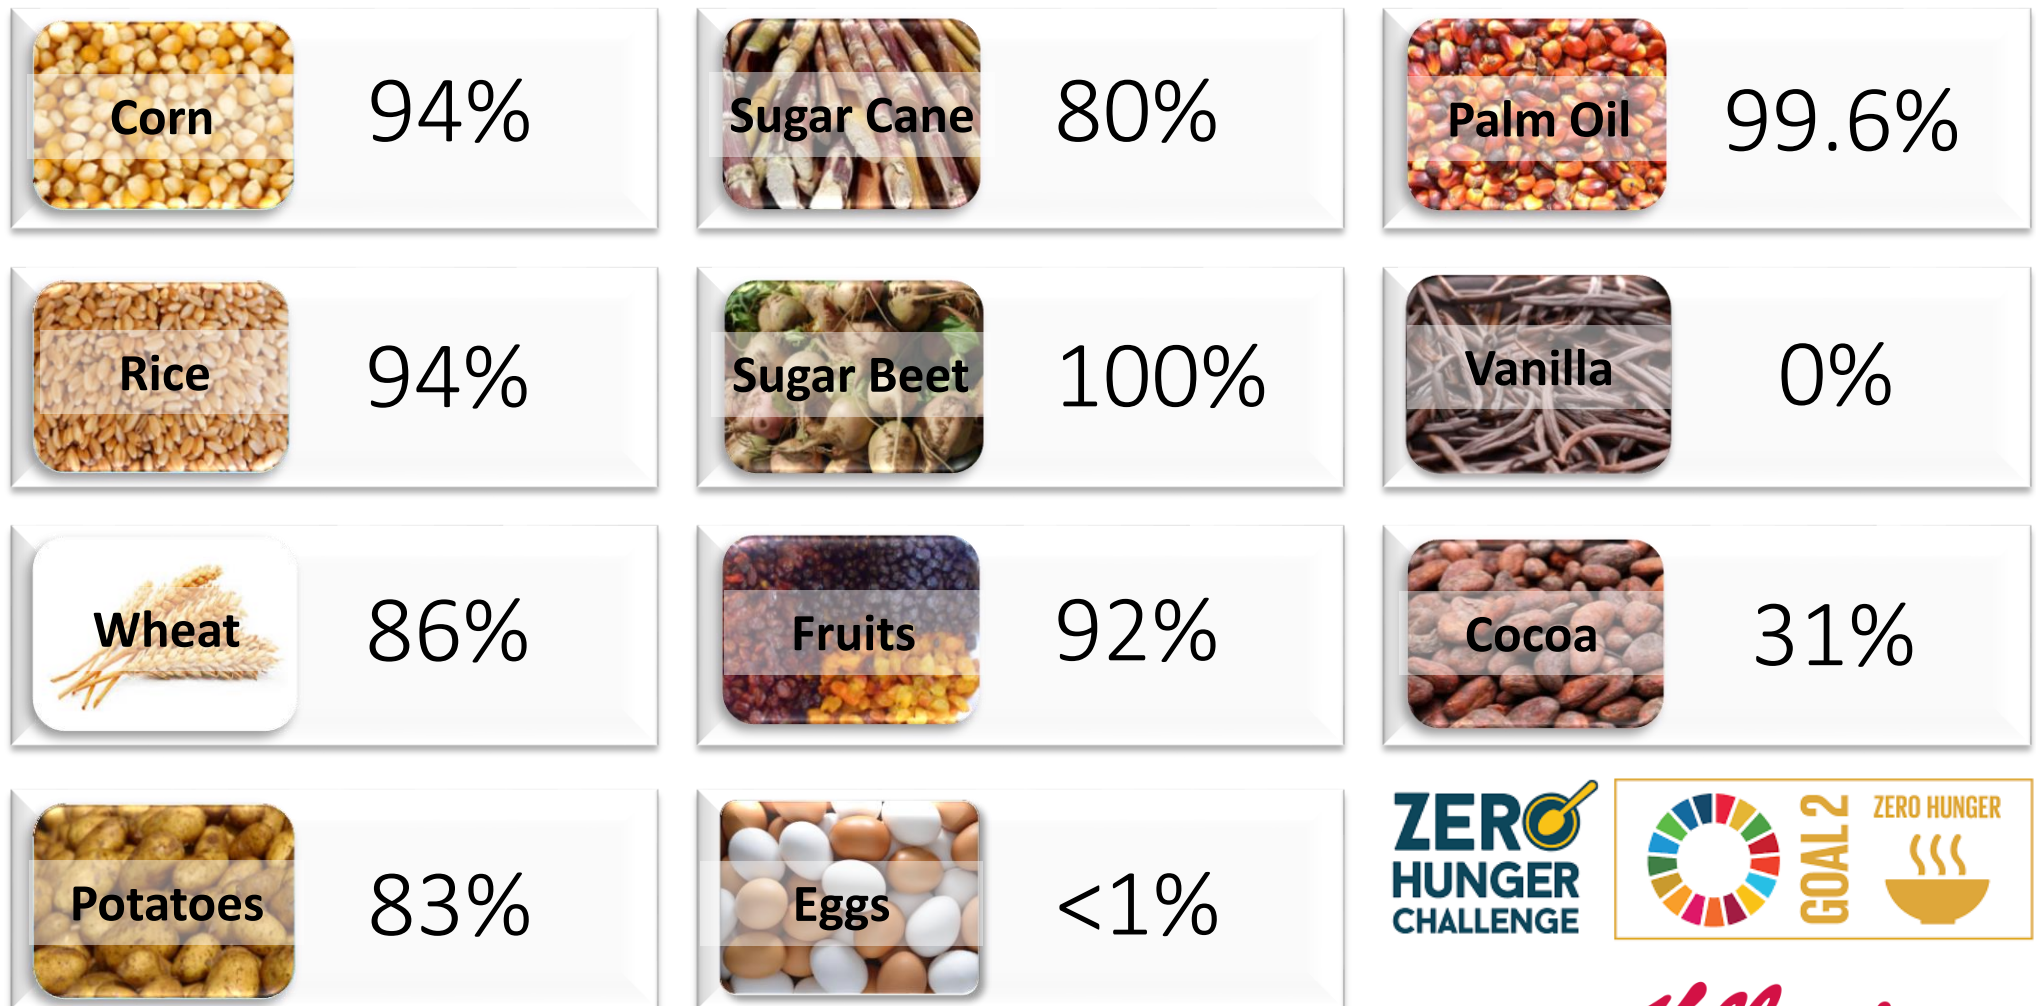 Corn
94%
Sugar Cane
80%
Palm Oil
99.6%
Rice
94%
Sugar Beet
100%
Vanilla
0%
Wheat
86%
Fruits
92%
Cocoa
31%
Potatoes
83%
Eggs
<1%
ZERO
HUNGER
CHALLENGE
GOAL 2
ZERO HUNGER